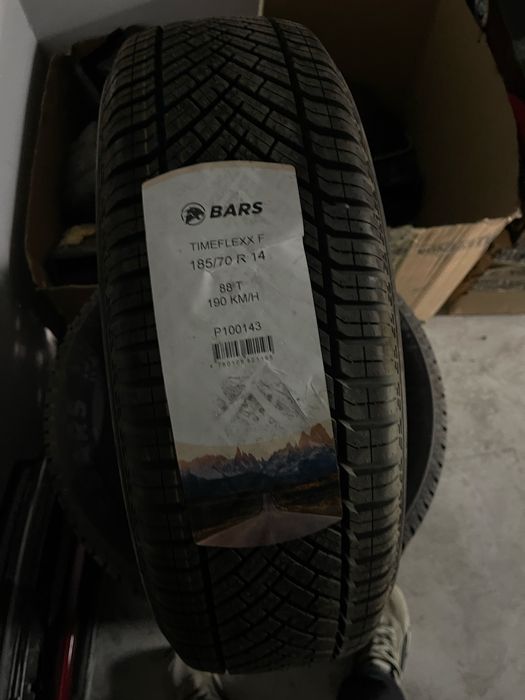 BARS
TIMEFLEXX F
185/70 R 14
88 T
190 KM/H
P100143